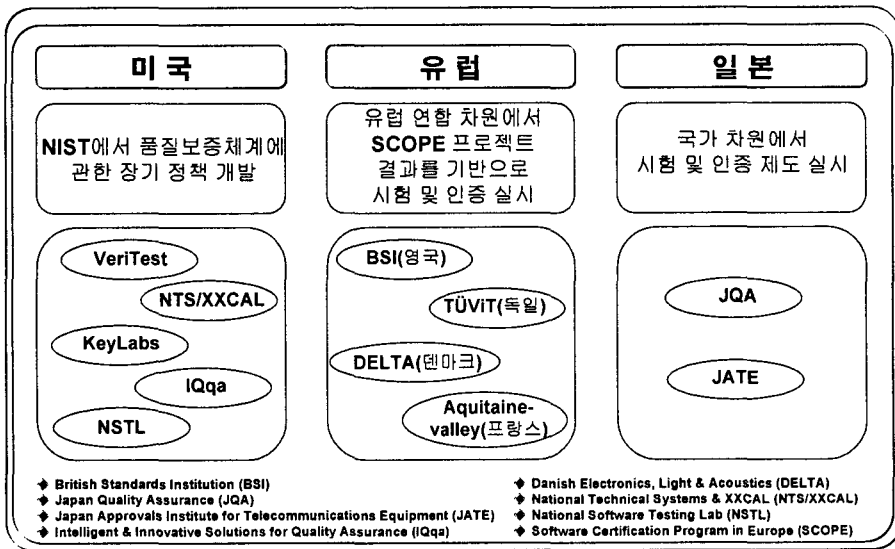 미국
NIST에서 품질보증체계에
관한 장기 정책 개발
VeriTest
NTS/XXCAL
KeyLabs
IQqa
NSTL
유럽
유럽 연합 차원에서
SCOPE 프로젝트
결과를 기반으로
시험 및 인증 실시
BSI(영국)
TÜViT(독일)
DELTA(덴마크)
Aquitaine-
valley(프랑스)
일본
국가 차원에서
시험 및 인증 제도 실시
JQA
JATE
◆ British Standards Institution (BSI)
◆ Japan Quality Assurance (JQA)
◆ Japan Approvals Institute for Telecommunications Equipment (JATE)
◆ Intelligent & Innovative Solutions for Quality Assurance (IQqa)
◆ Danish Electronics, Light & Acoustics (DELTA)
◆ National Technical Systems & XXCAL (NTS/XXCAL)
◆ National Software Testing Lab (NSTL)
◆ Software Certification Program in Europe (SCOPE)